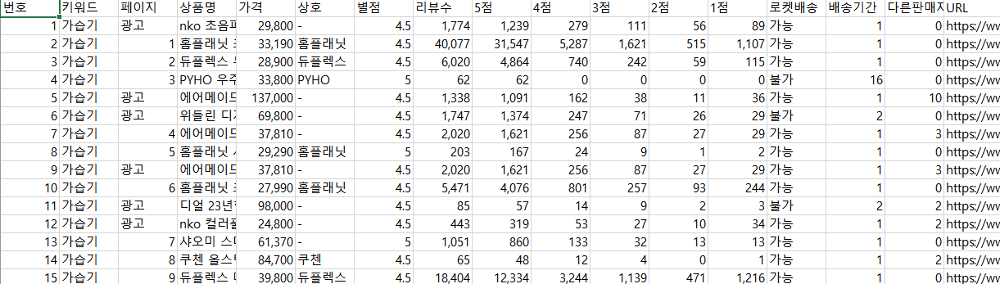 번호 키워드 페이지 상품명 가격 상호 별점 리뷰수 5점 4점 3점 2점 1점 로켓배송 배송기간 다른판매자 URL
1 가습기 광고 nko 초음파 29,800 - 4.5 1,774 1,239 279 111 56 89 가능 1 0 https://ww
2 가습기 1 홈플래닛 33,190 홈플래닛 4.5 40,077 31,547 5,287 1,621 515 1,107 가능 1 0 https://ww
3 가습기 2 듀플렉스 28,900 듀플렉스 4.5 6,020 4,864 740 242 59 115 가능 1 0 https://ww
4 가습기 3 PYHO 우주 33,800 PYHO 5 62 62 0 0 0 0 불가 16 0 https://ww
5 가습기 광고 에어메이드 137,000 - 4.5 1,338 1,091 162 38 11 36 가능 1 10 https://ww
6 가습기 광고 위들린 디지 69,800 - 4.5 1,747 1,374 247 71 26 29 불가 2 0 https://ww
7 가습기 4 에어메이드 37,810 - 4.5 2,020 1,621 256 87 27 29 가능 1 3 https://ww
8 가습기 5 홈플래닛 29,290 홈플래닛 5 203 167 24 9 1 2 가능 1 0 https://ww
9 가습기 광고 에어메이드 37,810 - 4.5 2,020 1,621 256 87 27 29 가능 1 3 https://ww
10 가습기 6 홈플래닛 27,990 홈플래닛 4.5 5,471 4,076 801 257 93 244 가능 1 0 https://ww
11 가습기 광고 디얼 23년형 98,000 - 4.5 85 57 14 9 2 3 불가 2 2 https://ww
12 가습기 광고 nko 컬러풀 24,800 - 4.5 443 319 53 27 10 34 가능 1 2 https://ww
13 가습기 7 샤오미 스마 61,370 - 5 1,051 860 133 32 13 13 가능 1 0 https://ww
14 가습기 8 쿠첸 올스텐 84,700 쿠첸 4.5 65 48 12 4 0 1 가능 1 2 https://ww
15 가습기 9 듀플렉스 39,800 듀플렉스 4.5 18,404 12,334 3,244 1,139 471 1,216 가능 1 0 https://ww